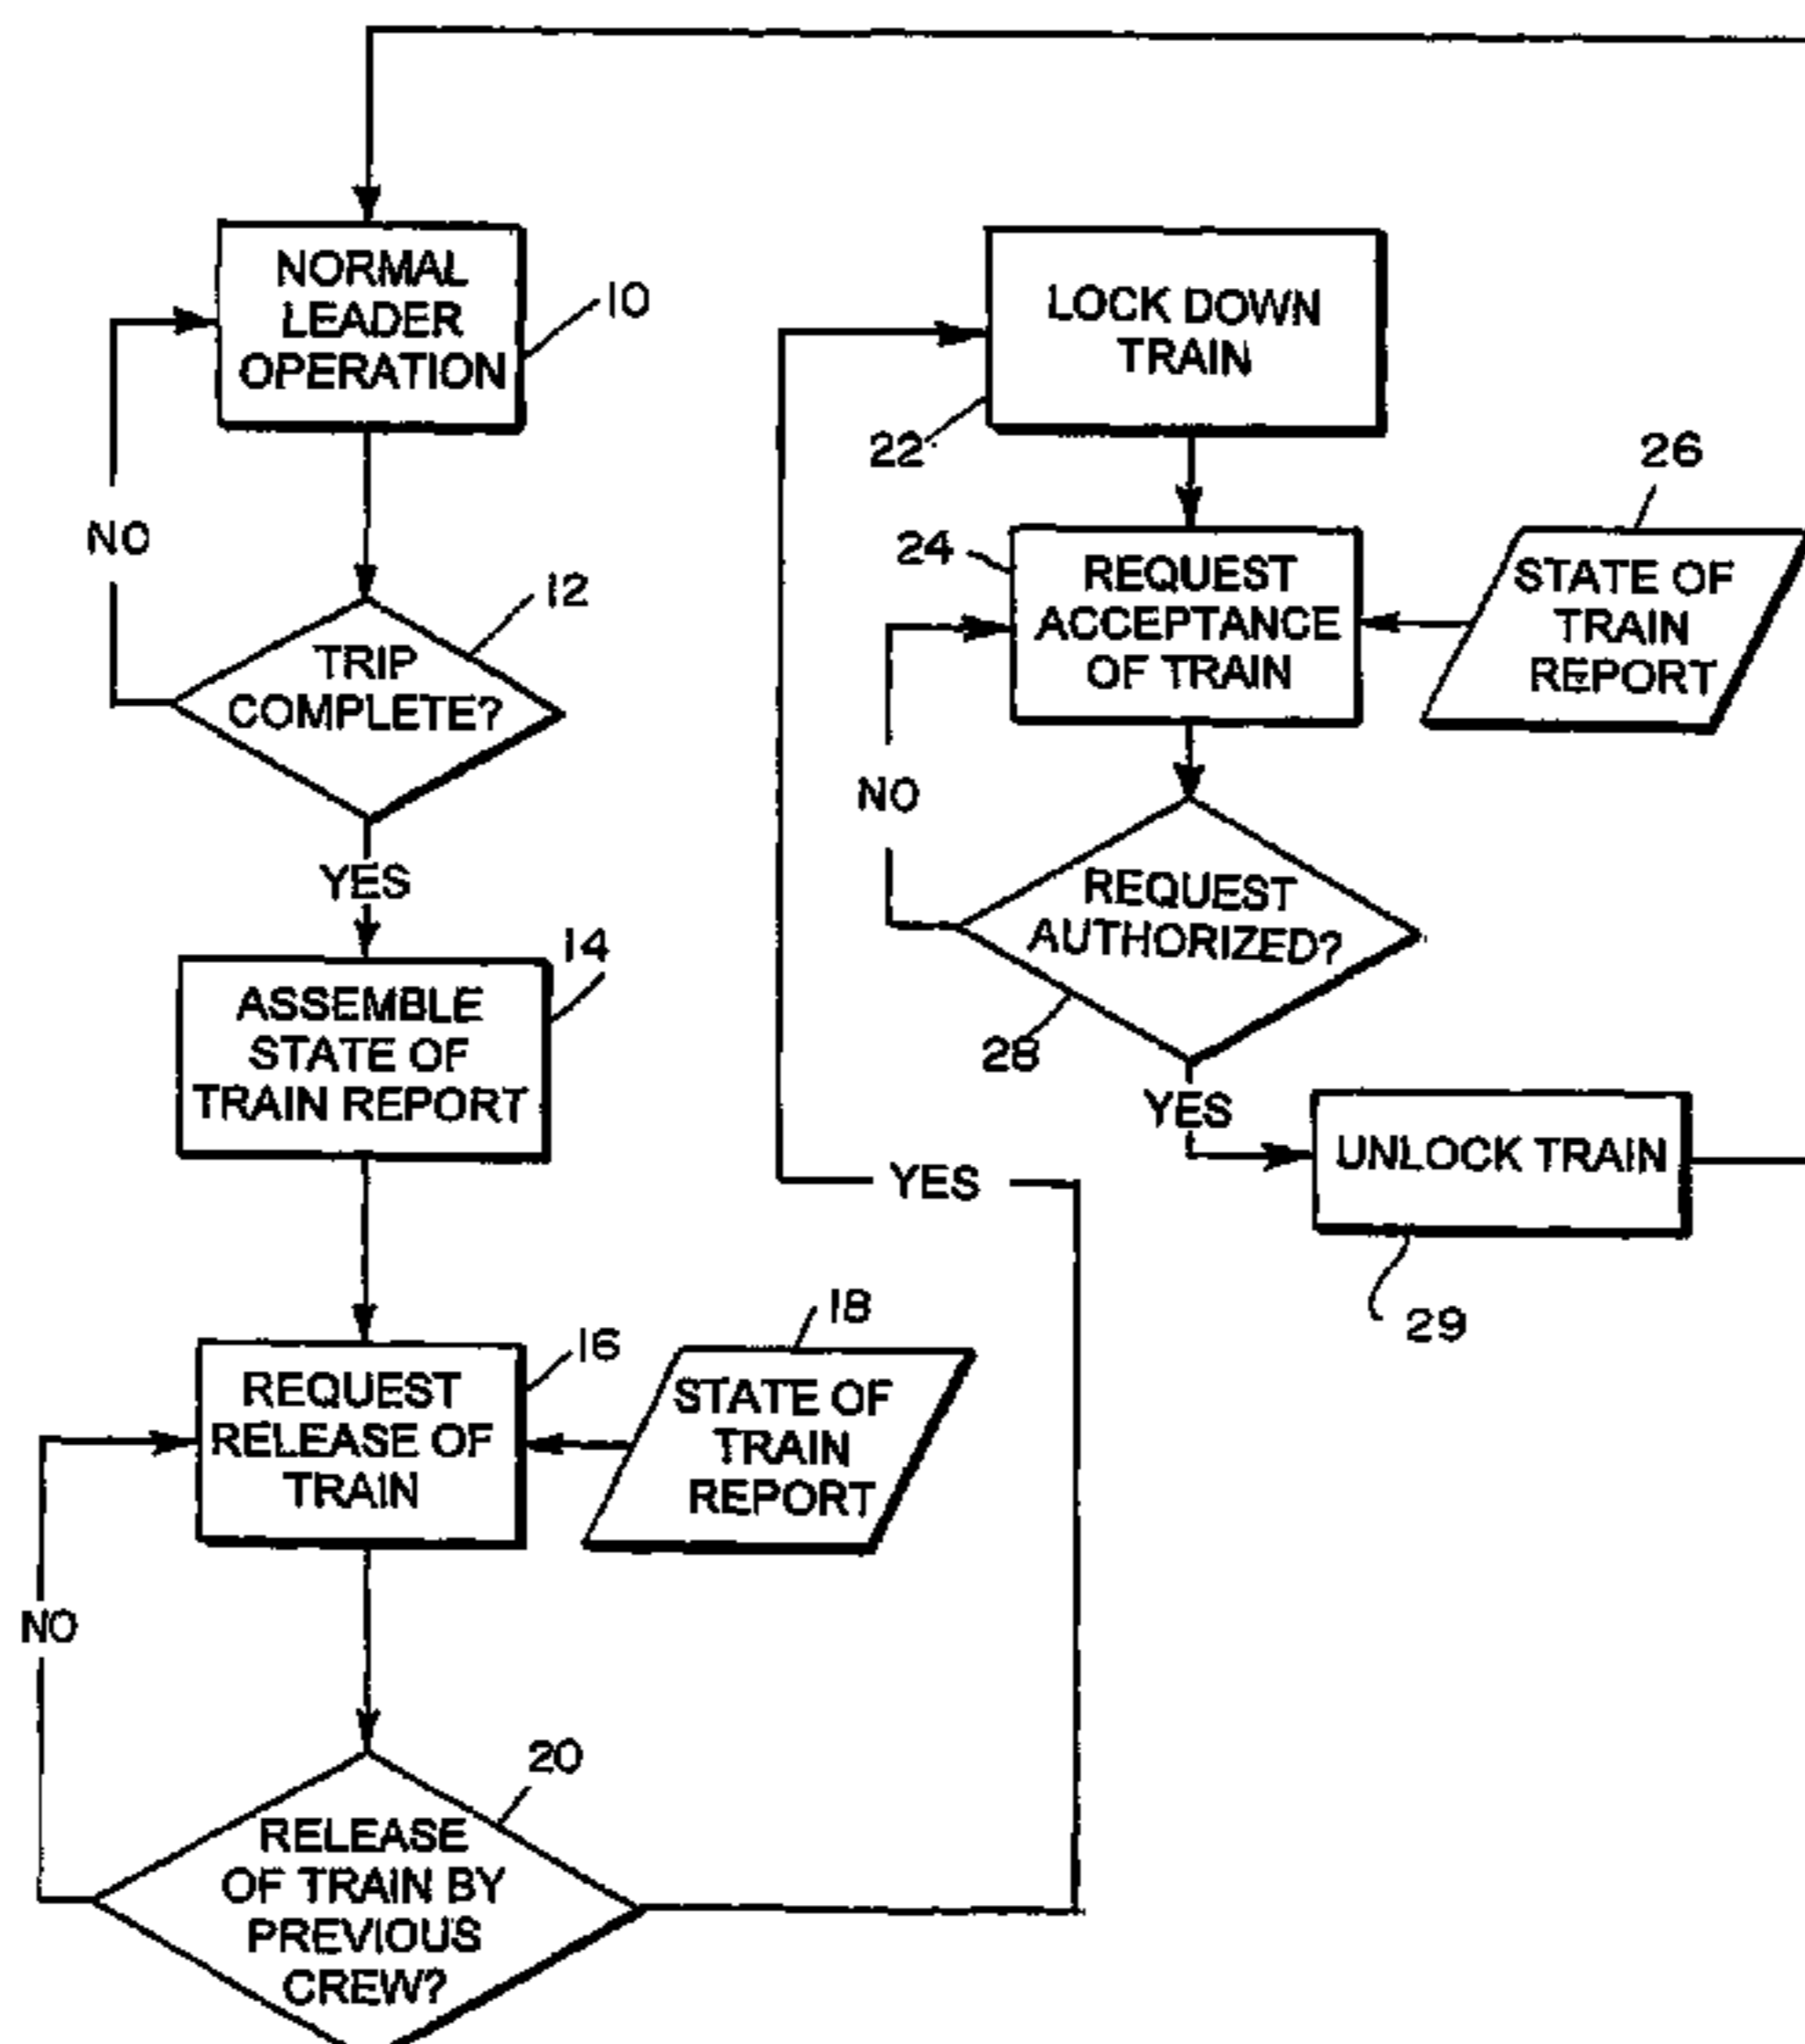 NORMAL
LEADER
OPERATION
10
NO
TRIP
COMPLETE?
12
YES
ASSEMBLE
STATE OF
TRAIN REPORT
14
REQUEST
RELEASE OF
TRAIN
16
STATE OF
TRAIN
REPORT
18
NO
RELEASE
OF TRAIN BY
PREVIOUS
CREW?
20
YES
LOCK DOWN
TRAIN
22
REQUEST
ACCEPTANCE
OF TRAIN
24
STATE OF
TRAIN
REPORT
26
NO
REQUEST
AUTHORIZED?
28
YES
UNLOCK TRAIN
29